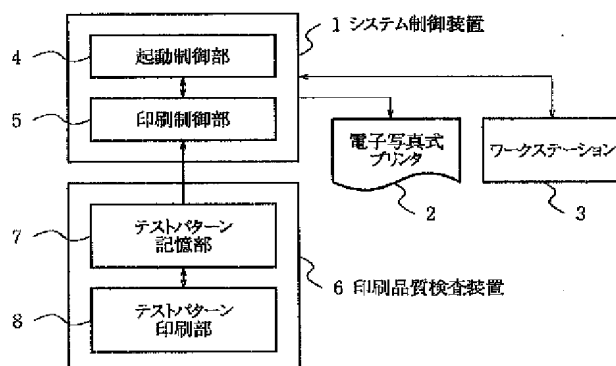 1 システム制御装置
4
起動制御部
5
印刷制御部
電子写真式
プリンタ
2
ワークステーション
3
7
テストパターン
記憶部
6 印刷品質検査装置
8
テストパターン
印刷部